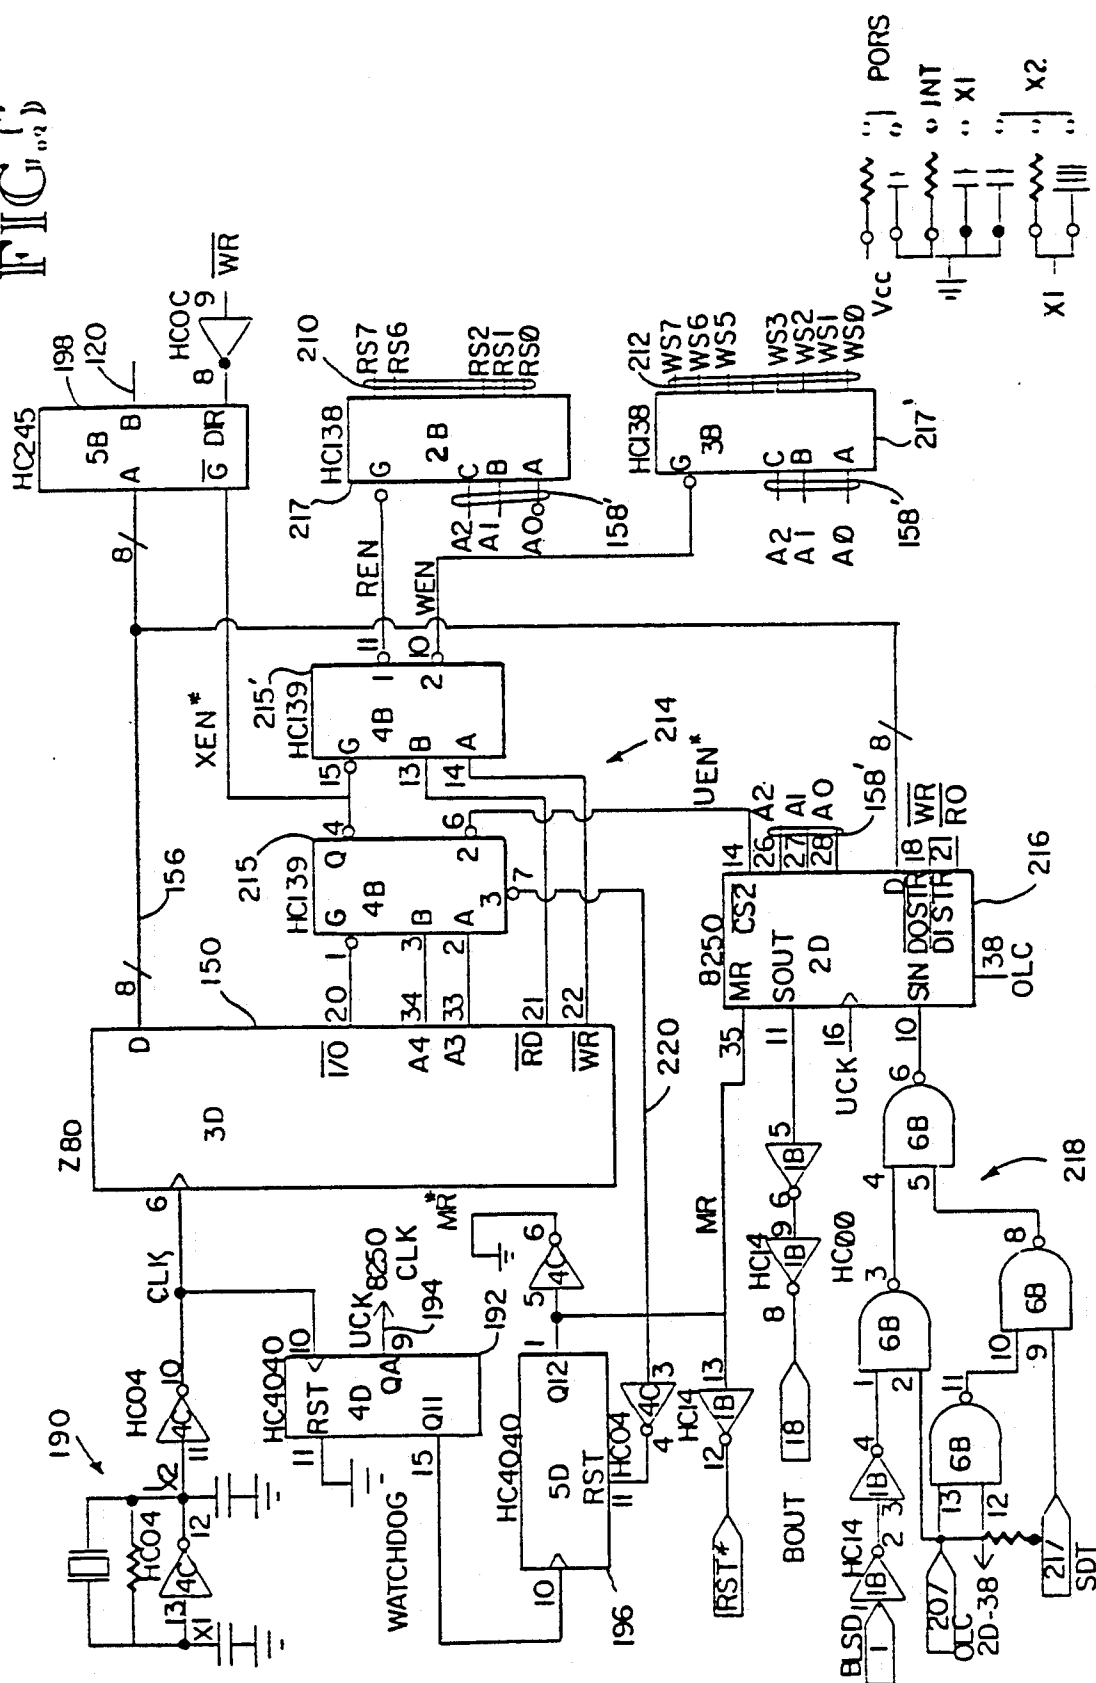 FIG.
HC245
198
120
5B
A
B
G
DIR
8
HC00C
9
WR
8
Z80
8
156
150
D
3D
6
I/O
20
A4
34
A3
33
RD
21
WR
22
MR*
190
HC04
HC04
X2
10
4C
11
12
4C
13
X1
CLK
HC4040
10
11
RST
4D
QA
9
UCK
8250
CLK
194
192
Q11
15
WATCHDOG
HC4040
10
5D
Q12
1
RST
11
196
5
4C
6
HC04
4C
3
4
220
XEN*
HC139
215
1
G
Q
4
4B
3
B
2
A
3
7
2
6
HC139
215'
15
G
4B
13
B
14
A
1
11
2
10
REN
WEN
214
UEN*
HC138
217
G
2B
C
B
A
A2
A1
A0
158'
210
RS7
RS6
RS2
RS1
RS0
HC138
G
3B
C
B
A
A2
A1
A0
158'
217'
212
WS7
WS6
WS5
WS3
WS2
WS1
WS0
8250
MR
CS2
14
SOUT
2D
26
27
28
A2
A1
A0
158'
8
D
DOSTR
18
WR
DISTR
21
RO
SIN
216
38
OLC
35
11
UCK
16
10
MR
HC14
13
1B
12
RST*
5
1B
6
HC14
9
1B
8
18
BOUT
HC00
6
6B
4
5
218
3
6B
1
2
8
6B
10
9
11
6B
13
12
HC14
4
1B
3
2
1B
1
BLSD
1
207
OLC
2D-38
217
SDT
Vcc
PORS
INT
X1
X1
X2